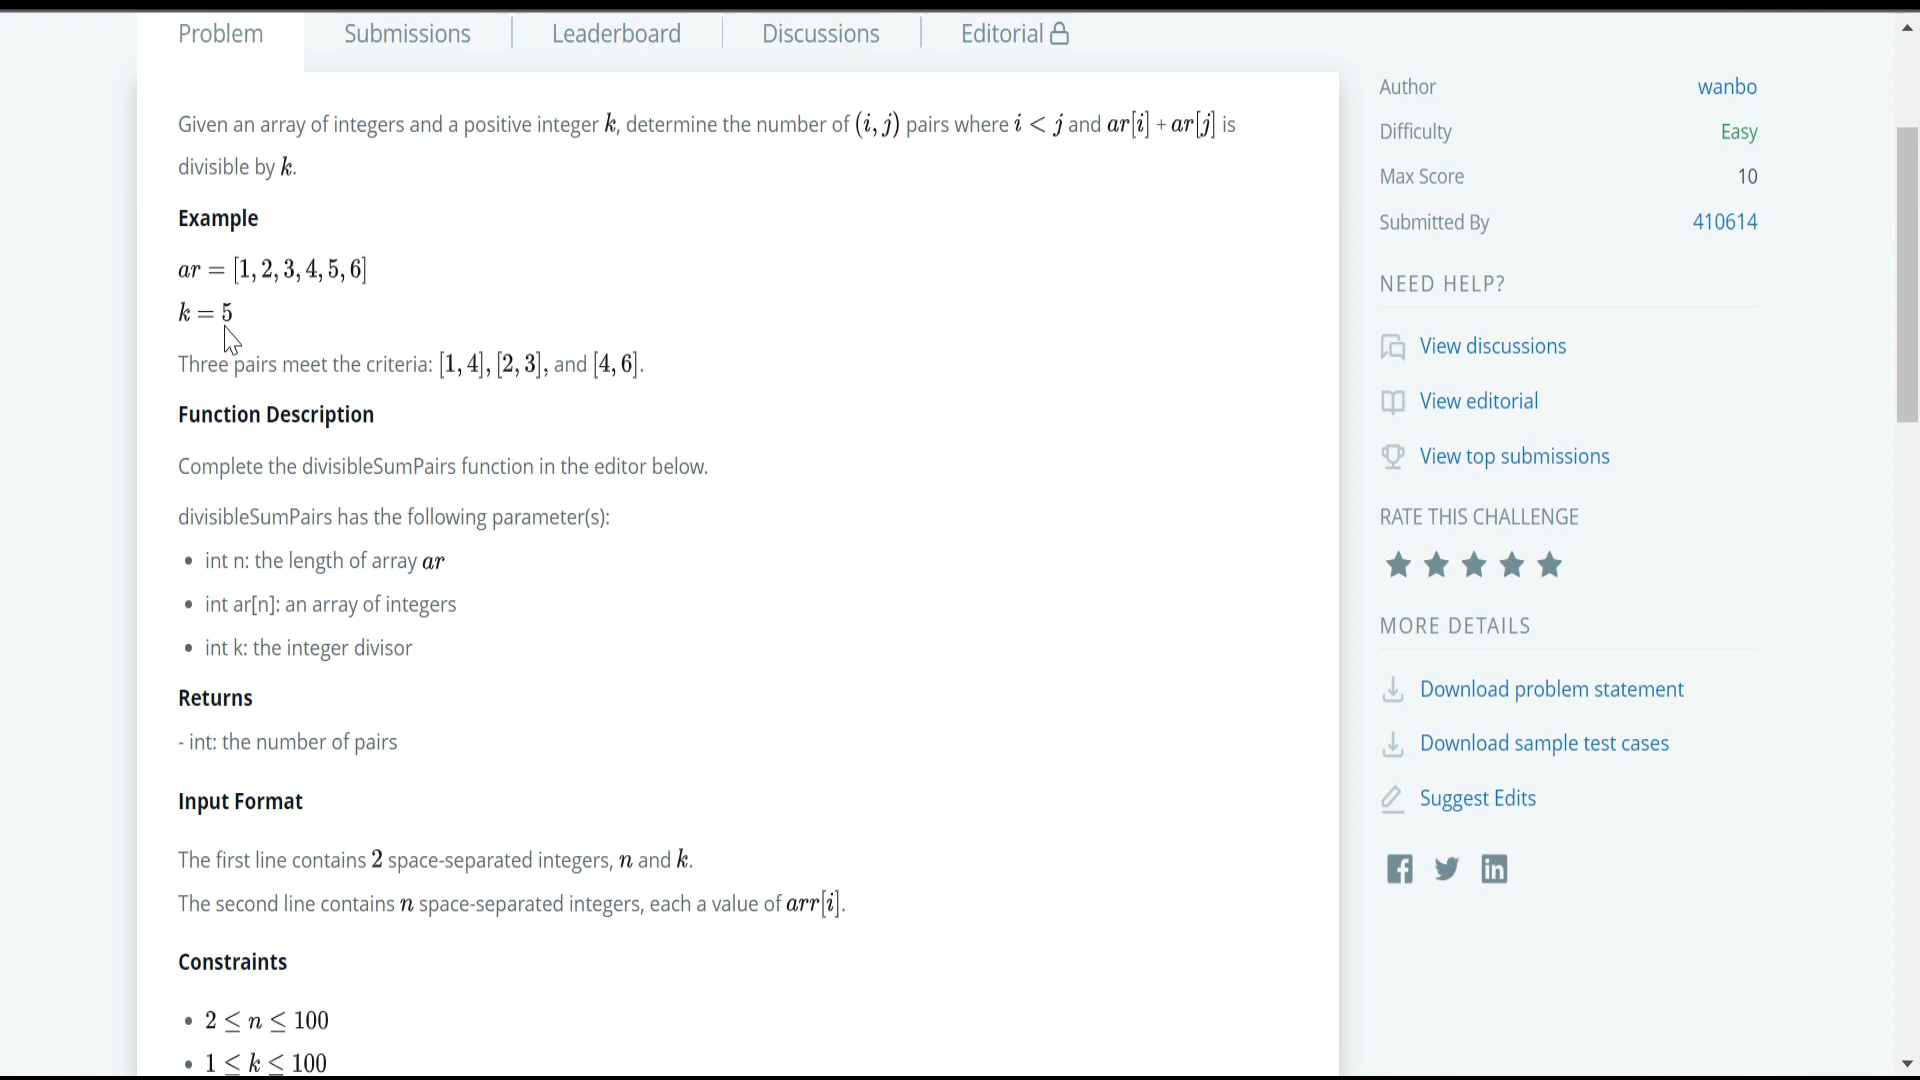 Problem
Submissions
Leaderboard
Discussions
Editorial
Given an array of integers and a positive integer k, determine the number of (i, j) pairs where i < j and ar[i] + ar[j] is
divisible by k.
Example
ar = [1, 2, 3, 4, 5, 6]
k = 5
Three pairs meet the criteria: [1, 4], [2, 3], and [4, 6].
Function Description
Complete the divisibleSumPairs function in the editor below.
divisibleSumPairs has the following parameter(s):
• int n: the length of array ar
• int ar[n]: an array of integers
• int k: the integer divisor
Returns
- int: the number of pairs
Input Format
The first line contains 2 space-separated integers, n and k.
The second line contains n space-separated integers, each a value of arr[i].
Constraints
• 2 ≤ n ≤ 100
• 1 ≤ k ≤ 100
Author wanbo
Difficulty Easy
Max Score 10
Submitted By 410614
NEED HELP?
View discussions
View editorial
View top submissions
RATE THIS CHALLENGE
MORE DETAILS
Download problem statement
Download sample test cases
Suggest Edits